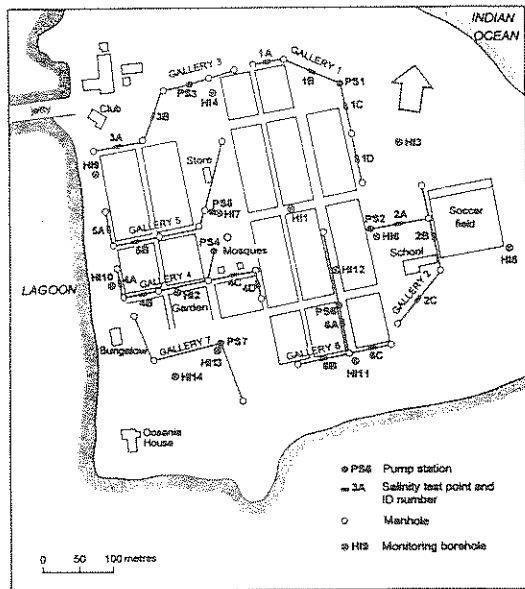 INDIAN
OCEAN
1A
GALLERY 1
GALLERY 3
1B
PS1
PS3
HI4
1C
Jetty
Club
3B
3A
HI3
1D
Store
HI9
5A
PS5
HI7
HI1
PS2
2A
HI6
2B
Soccer
field
GALLERY 5
5B
PS4
Mosques
School
HI5
LAGOON
HI10
4A
GALLERY 4
4B
HI2
4C
4D
HI12
Garden
GALLERY 2
2C
PS6
6A
Bungalow
GALLERY 7
PS7
HI13
HI14
GALLERY 6
6B
HI11
6C
Oceania
House
PS6 Pump station
3A Salinity test point and
ID number
Manhole
HI9 Monitoring borehole
0 50 100 metres